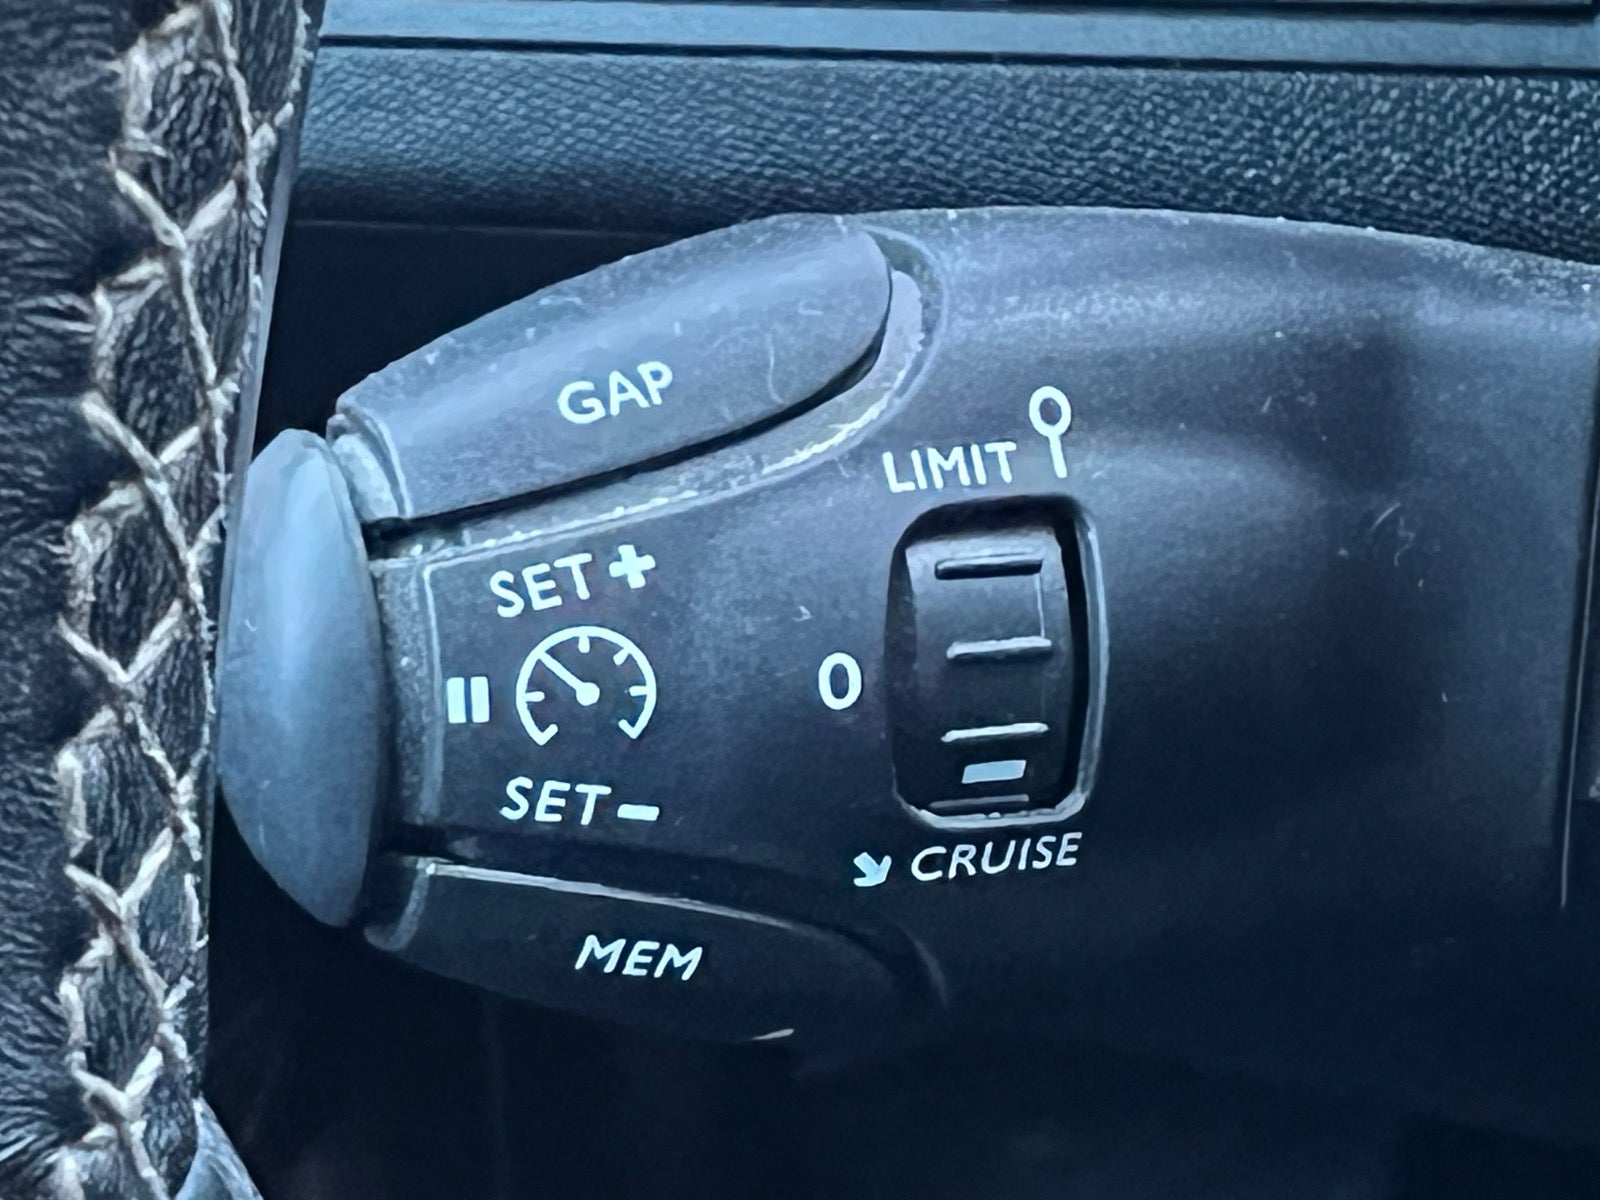 GAP
LIMIT
SET +
0
SET -
CRUISE
MEM